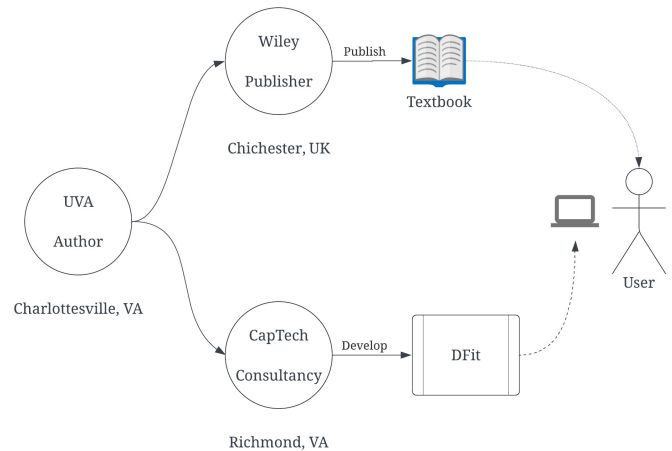 Wiley
Publisher
Publish
Textbook
Chichester, UK
UVA
Author
Charlottesville, VA
User
CapTech
Consultancy
Develop
DFit
Richmond, VA